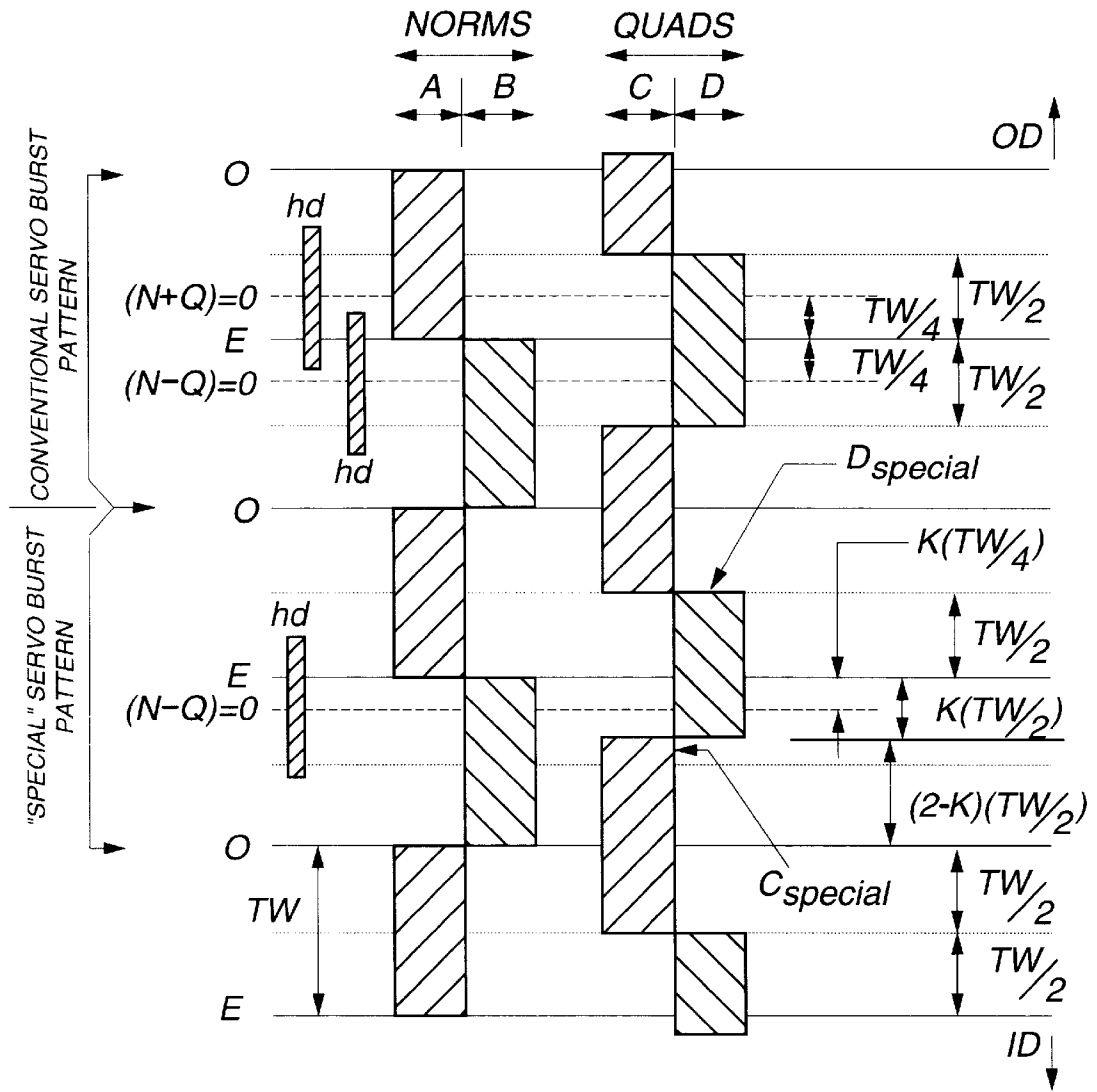 NORMS
QUADS
A
B
C
D
OD
O
hd
(N+Q)=0
TW/4
TW/2
E
TW/4
TW/2
(N−Q)=0
hd
CONVENTIONAL SERVO BURST
PATTERN
Dspecial
O
K(TW/4)
hd
TW/2
E
(N−Q)=0
K(TW/2)
"SPECIAL" SERVO BURST
PATTERN
(2-K)(TW/2)
O
Cspecial
TW
TW/2
TW/2
E
ID